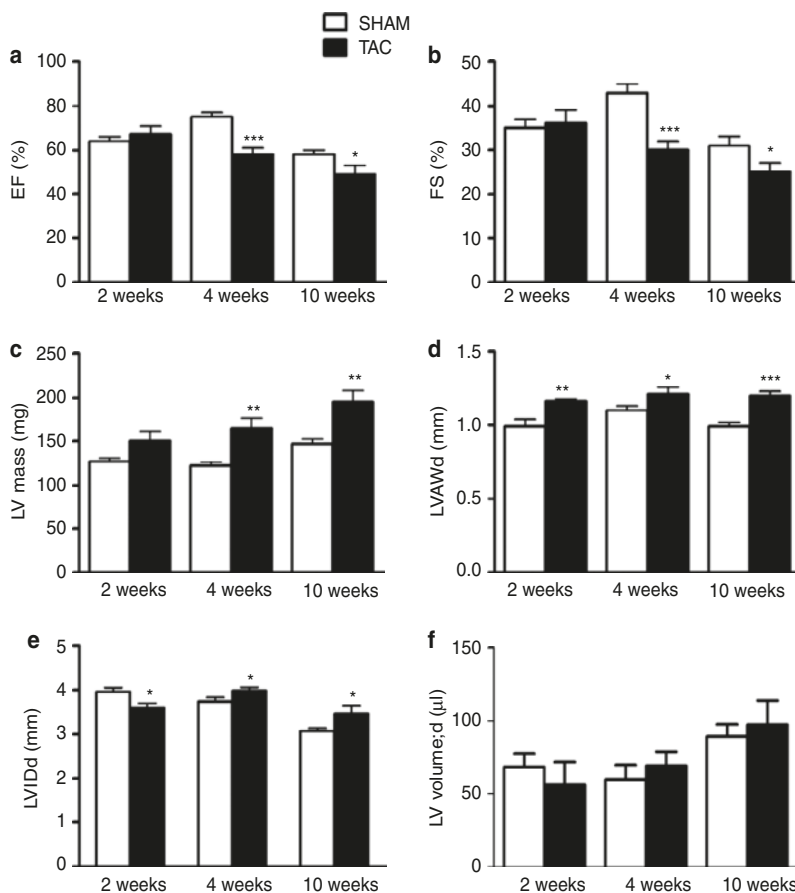 SHAM
TAC
a
100
80
60
40
20
0
EF (%)
***
*
2 weeks 4 weeks 10 weeks
b
50
40
30
20
10
0
FS (%)
***
*
2 weeks 4 weeks 10 weeks
c
250
200
150
100
50
0
LV mass (mg)
**
**
2 weeks 4 weeks 10 weeks
d
1.5
1.0
0.5
0.0
LVAWd (mm)
**
*
***
2 weeks 4 weeks 10 weeks
e
5
4
3
2
1
0
LVIDd (mm)
*
*
*
2 weeks 4 weeks 10 weeks
f
150
100
50
0
LV volume;d (μl)
2 weeks 4 weeks 10 weeks